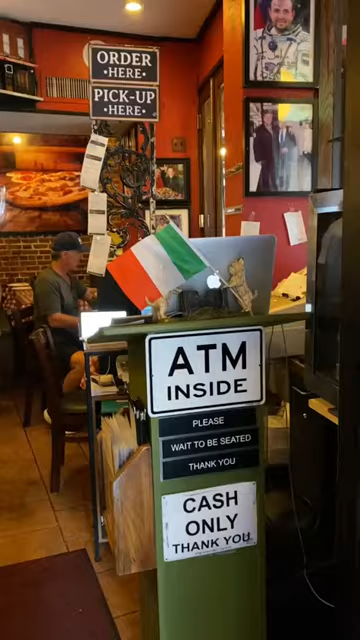 ORDER
HERE
PICK-UP
HERE
ATM
INSIDE
PLEASE
WAIT TO BE SEATED
THANK YOU
CASH
ONLY
THANK YOU